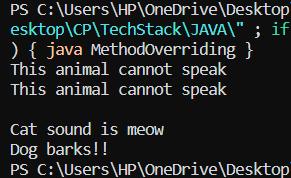 PS C:\Users\HP\OneDrive\Desktop
esktop\CP\TechStack\JAVA\" ; if
) { java MethodOverriding }
This animal cannot speak
This animal cannot speak

Cat sound is meow
Dog barks!!
PS C:\Users\HP\OneDrive\Desktop